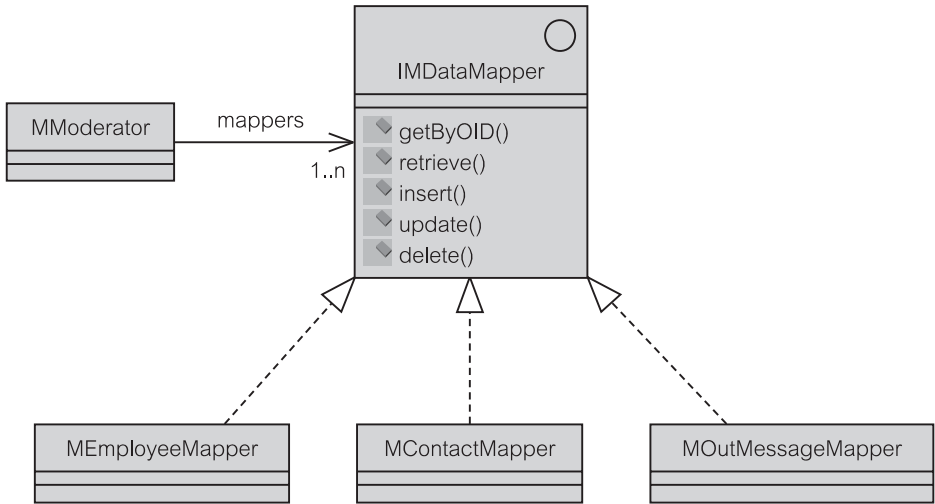 IMDataMapper
MModerator
mappers
1..n
getByOID()
retrieve()
insert()
update()
delete()
MEmployeeMapper
MContactMapper
MOutMessageMapper